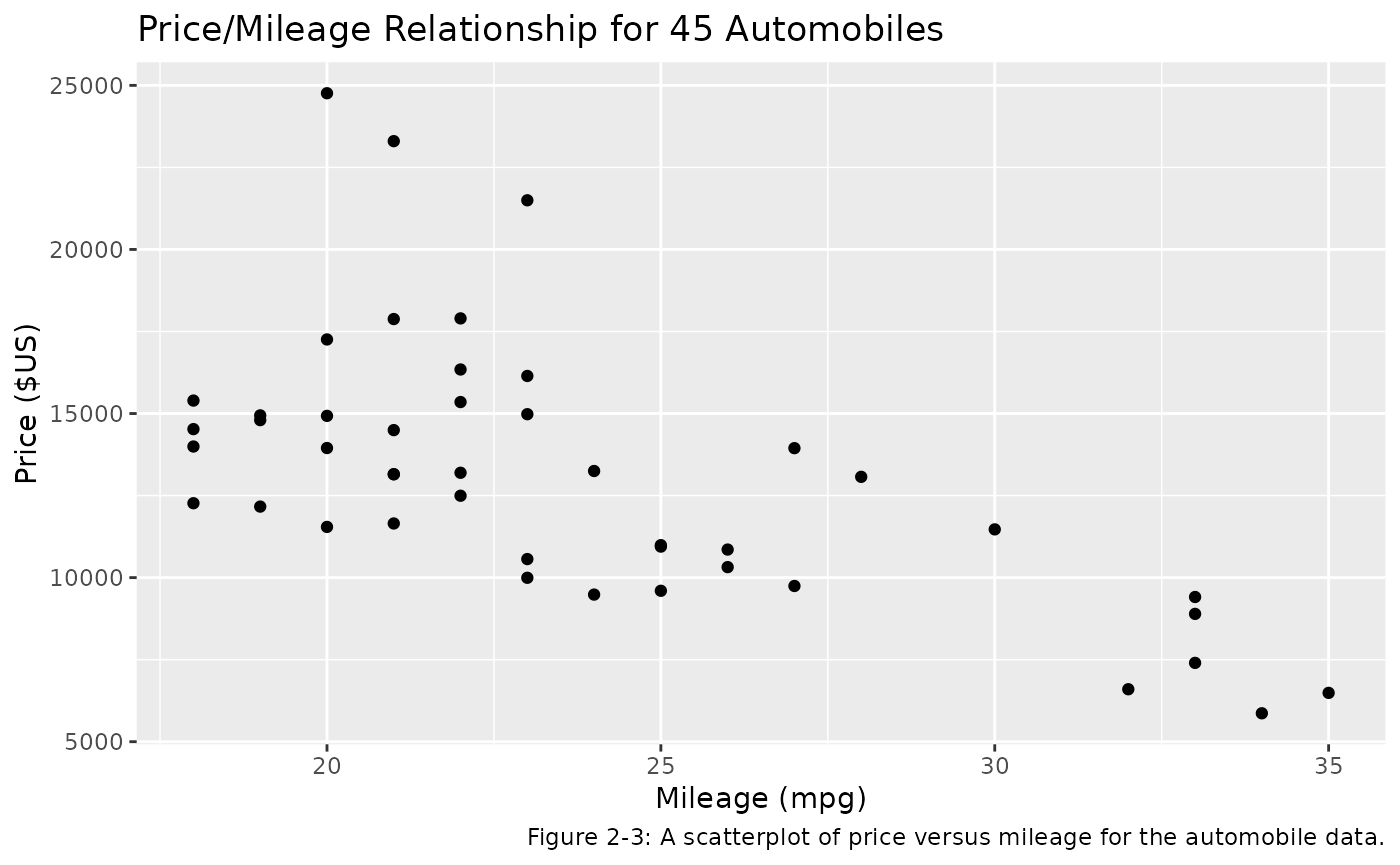 Price/Mileage Relationship for 45 Automobiles
25000
20000
15000
10000
5000
Price ($US)
20 25 30 35
Mileage (mpg)
Figure 2-3: A scatterplot of price versus mileage for the automobile data.